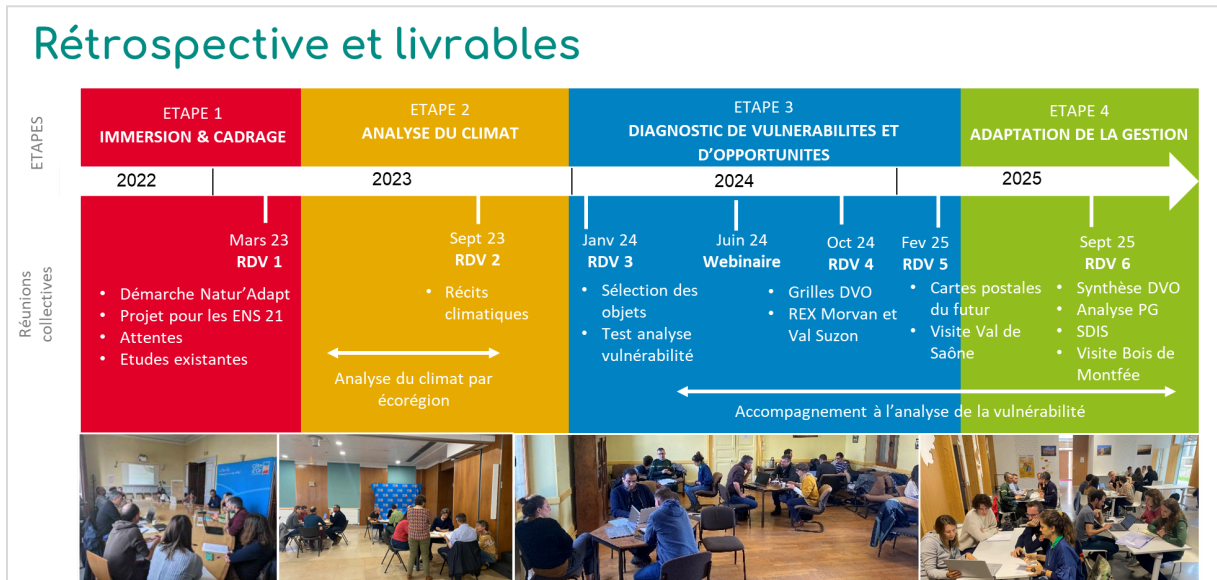 Rétrospective et livrables
ETAPES
ETAPE 1
IMMERSION & CADRAGE
ETAPE 2
ANALYSE DU CLIMAT
ETAPE 3
DIAGNOSTIC DE VULNERABILITES ET
D'OPPORTUNITES
ETAPE 4
ADAPTATION DE LA GESTION
2022
2023
2024
2025
Réunions
collectives
Mars 23
RDV 1
• Démarche Natur'Adapt
• Projet pour les ENS 21
• Attentes
• Etudes existantes
Sept 23
RDV 2
• Récits
climatiques
Analyse du climat par
écorégion
Janv 24
RDV 3
• Sélection des
objets
• Test analyse
vulnérabilité
Juin 24
Webinaire
Oct 24
RDV 4
• Grilles DVO
• REX Morvan et
Val Suzon
Fev 25
RDV 5
• Cartes postales
du futur
• Visite Val de
Saône
Sept 25
RDV 6
• Synthèse DVO
• Analyse PG
• SDIS
• Visite Bois de
Montfée
Accompagnement à l'analyse de la vulnérabilité